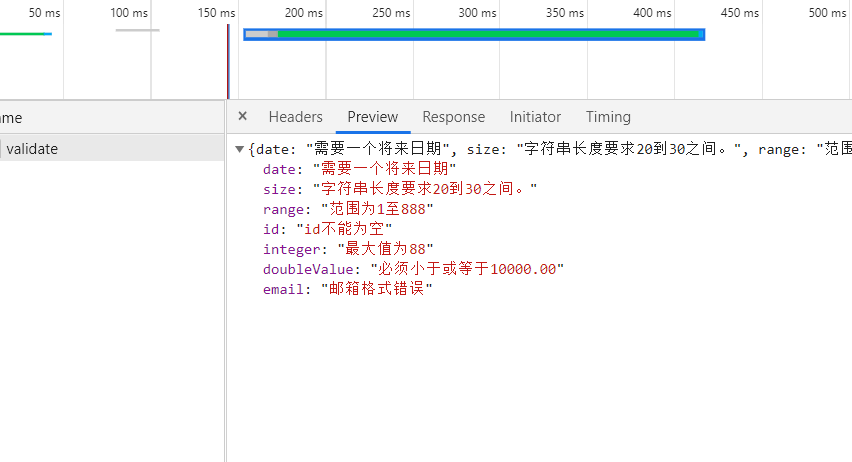 50 ms 100 ms 150 ms 200 ms 250 ms 300 ms 350 ms 400 ms 450 ms 500 ms
ame × Headers Preview Response Initiator Timing
validate
▼{date: "需要一个将来日期", size: "字符串长度要求20到30之间。", range: "范围
date: "需要一个将来日期"
size: "字符串长度要求20到30之间。"
range: "范围为1至888"
id: "id不能为空"
integer: "最大值为88"
doubleValue: "必须小于或等于10000.00"
email: "邮箱格式错误"